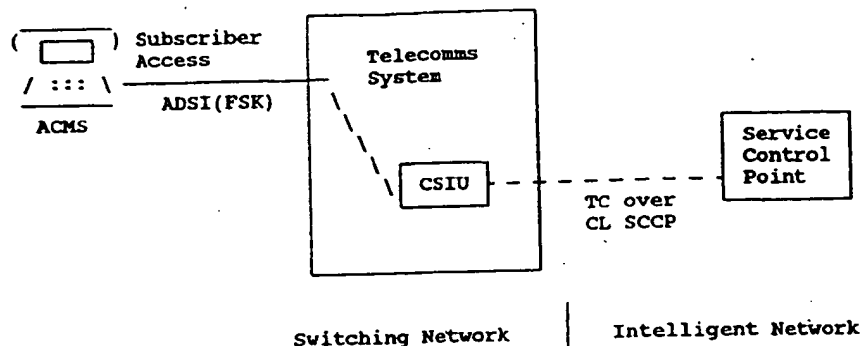 Subscriber
Access
ADSI(FSK)
ACMS
Telecomms
System
CSIU
TC over
CL SCCP
Service
Control
Point
Switching Network
Intelligent Network